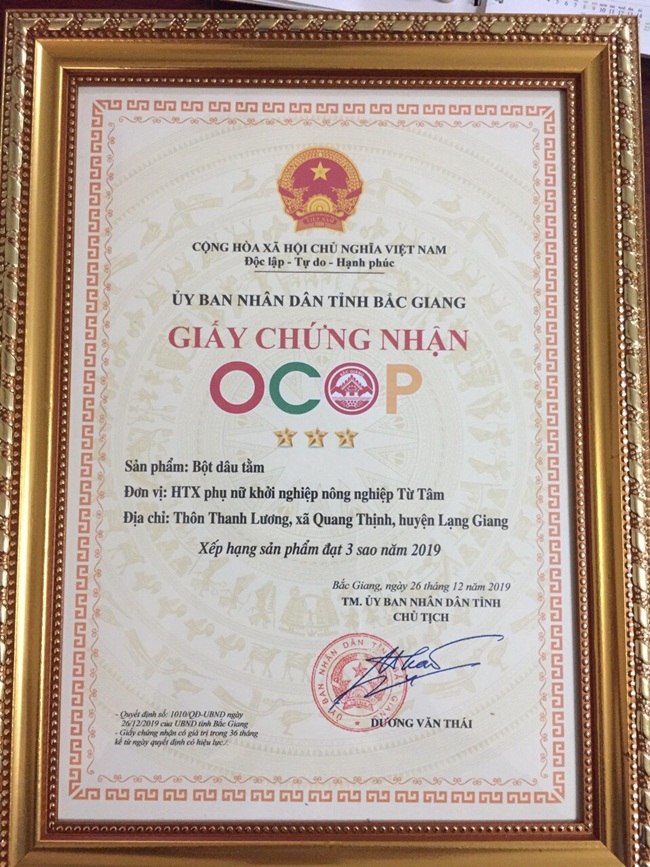 CỘNG HÒA XÃ HỘI CHỦ NGHĨA VIỆT NAM
Độc lập - Tự do - Hạnh phúc
ỦY BAN NHÂN DÂN TỈNH BẮC GIANG
GIẤY CHỨNG NHẬN
OCOP
Sản phẩm: Bột dâu tằm
Đơn vị: HTX phụ nữ khởi nghiệp nông nghiệp Từ Tâm
Địa chỉ: Thôn Thanh Lương, xã Quang Thịnh, huyện Lạng Giang
Xếp hạng sản phẩm đạt 3 sao năm 2019
Bắc Giang, ngày 26 tháng 12 năm 2019
TM. ỦY BAN NHÂN DÂN TỈNH
CHỦ TỊCH
ỦY BAN NHÂN DÂN TỈNH BẮC GIANG
DƯƠNG VĂN THÁI
- Quyết định số: 1010/QĐ-UBND ngày
26/12/2019 của UBND tỉnh Bắc Giang
- Giấy chứng nhận có giá trị trong 36 tháng
kể từ ngày quyết định có hiệu lực./.